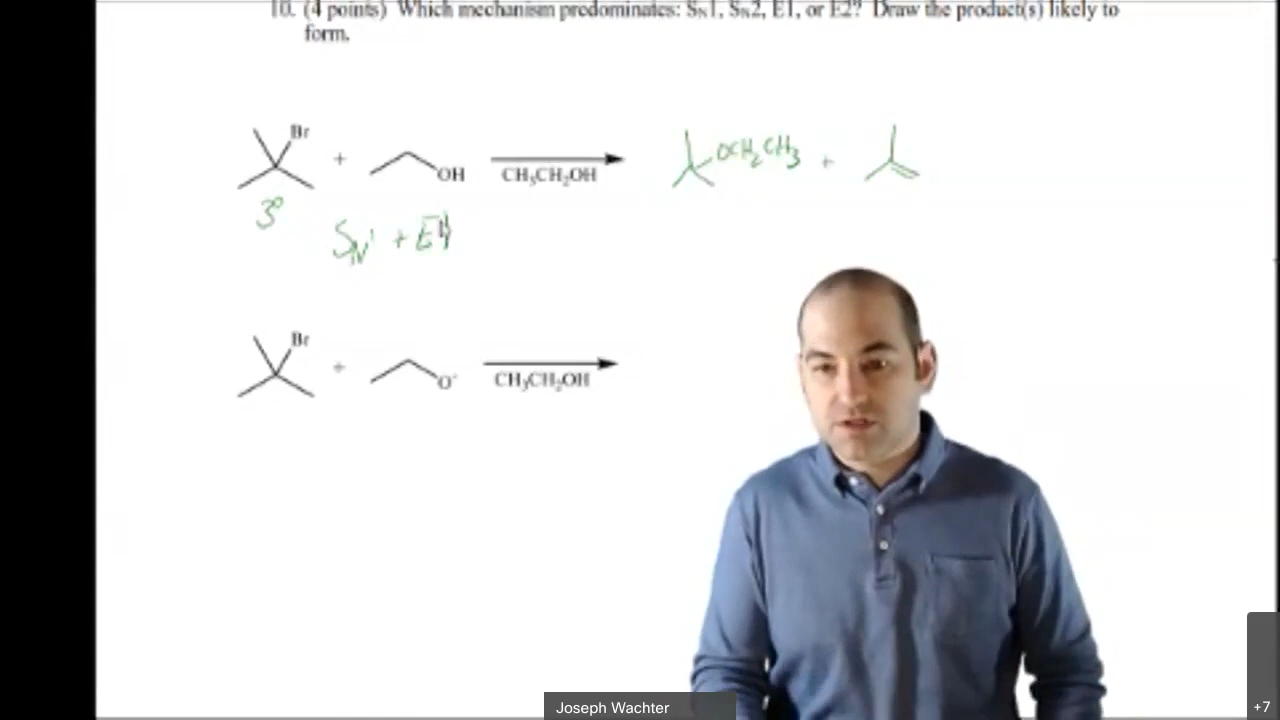 10. (4 points) Which mechanism predominates: SN1, SN2, E1, or E2? Draw the product(s) likely to
form.
Br
+
OH
CH3CH2OH
OCH2CH3
+
3°
SN1 + E1
Br
+
O-
CH3CH2OH
Joseph Wachter
+7